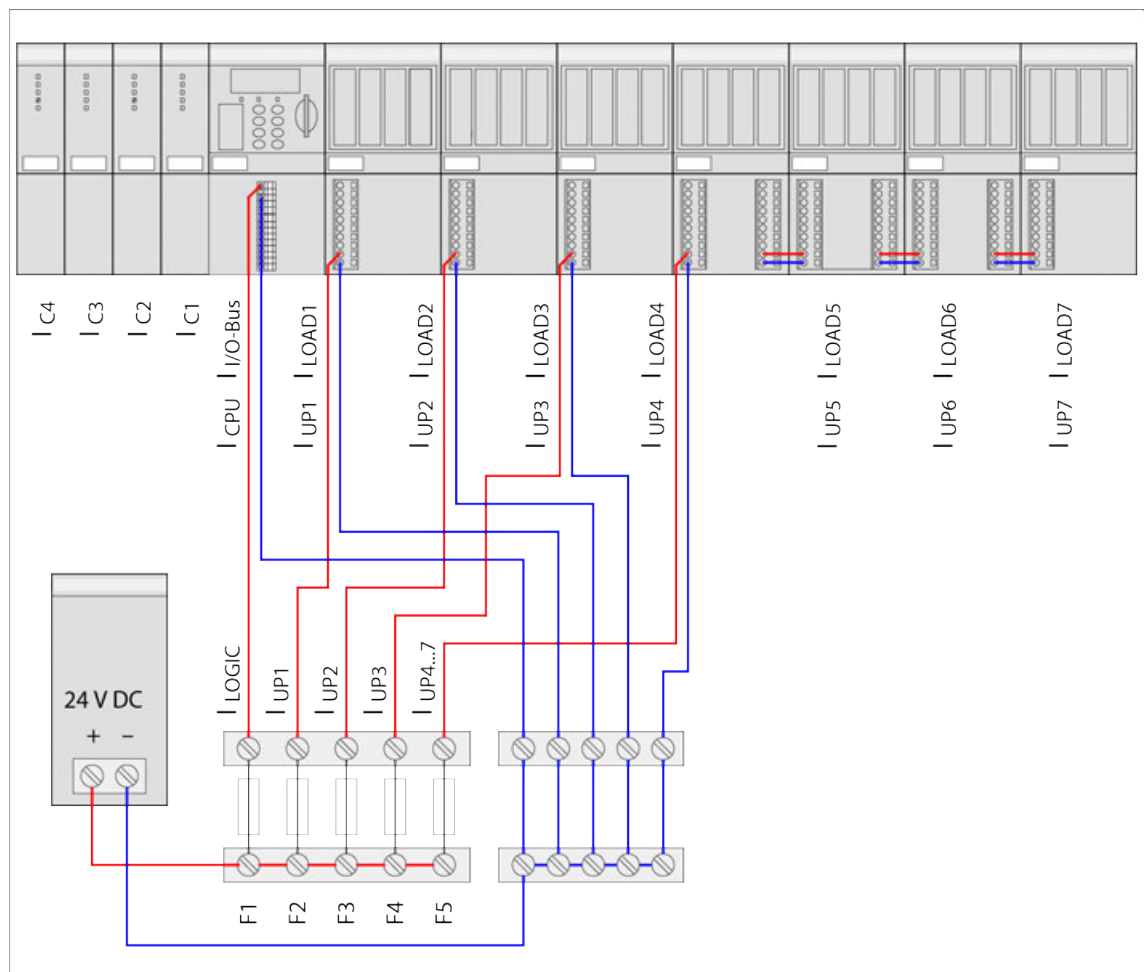 I C4
I C3
I C2
I C1
I I/O-Bus
I LOAD1
I LOAD2
I LOAD3
I LOAD4
I LOAD5
I LOAD6
I LOAD7
I CPU
I UP1
I UP2
I UP3
I UP4
I UP5
I UP6
I UP7
24 V DC
+ −
I LOGIC
I UP1
I UP2
I UP3
I UP4...7
F1
F2
F3
F4
F5